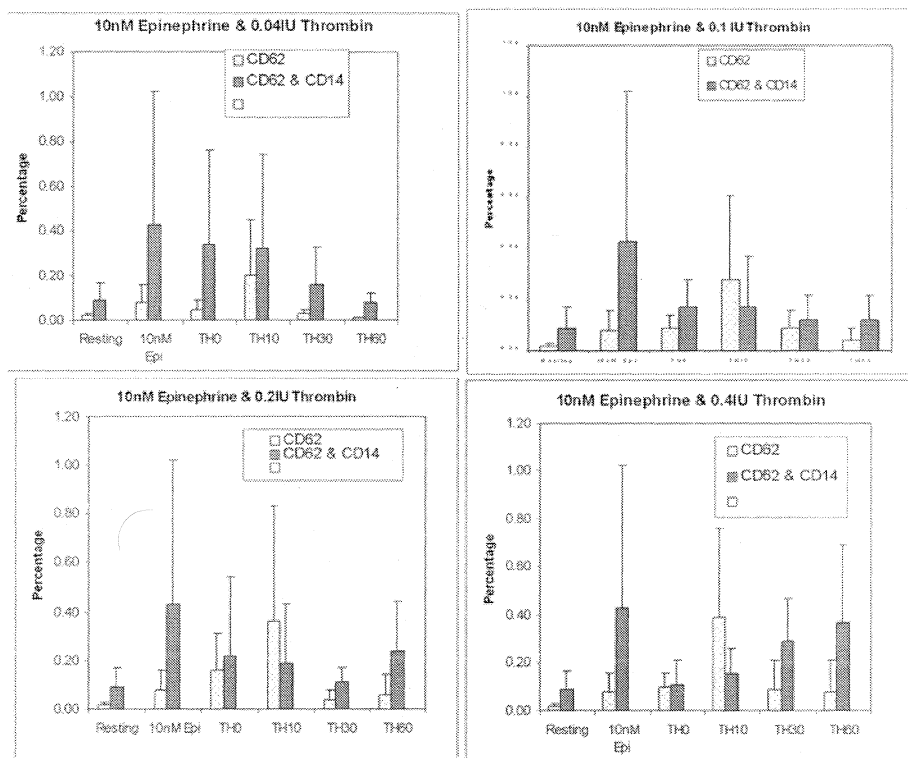 10nM Epinephrine & 0.04IU Thrombin
1.20
1.00
0.80
0.60
0.40
0.20
0.00
Percentage
CD62
CD62 & CD14
Resting 10nM Epi TH0 TH10 TH30 TH60
10nM Epinephrine & 0.1 IU Thrombin
Percentage
CD62
CD62 & CD14
10nM Epinephrine & 0.2IU Thrombin
1.20
1.00
0.80
0.60
0.40
0.20
0.00
Percentage
CD62
CD62 & CD14
Resting 10nM Epi TH0 TH10 TH30 TH60
10nM Epinephrine & 0.4IU Thrombin
1.20
1.00
0.80
0.60
0.40
0.20
0.00
Percentage
CD62
CD62 & CD14
Resting 10nM Epi TH0 TH10 TH30 TH60